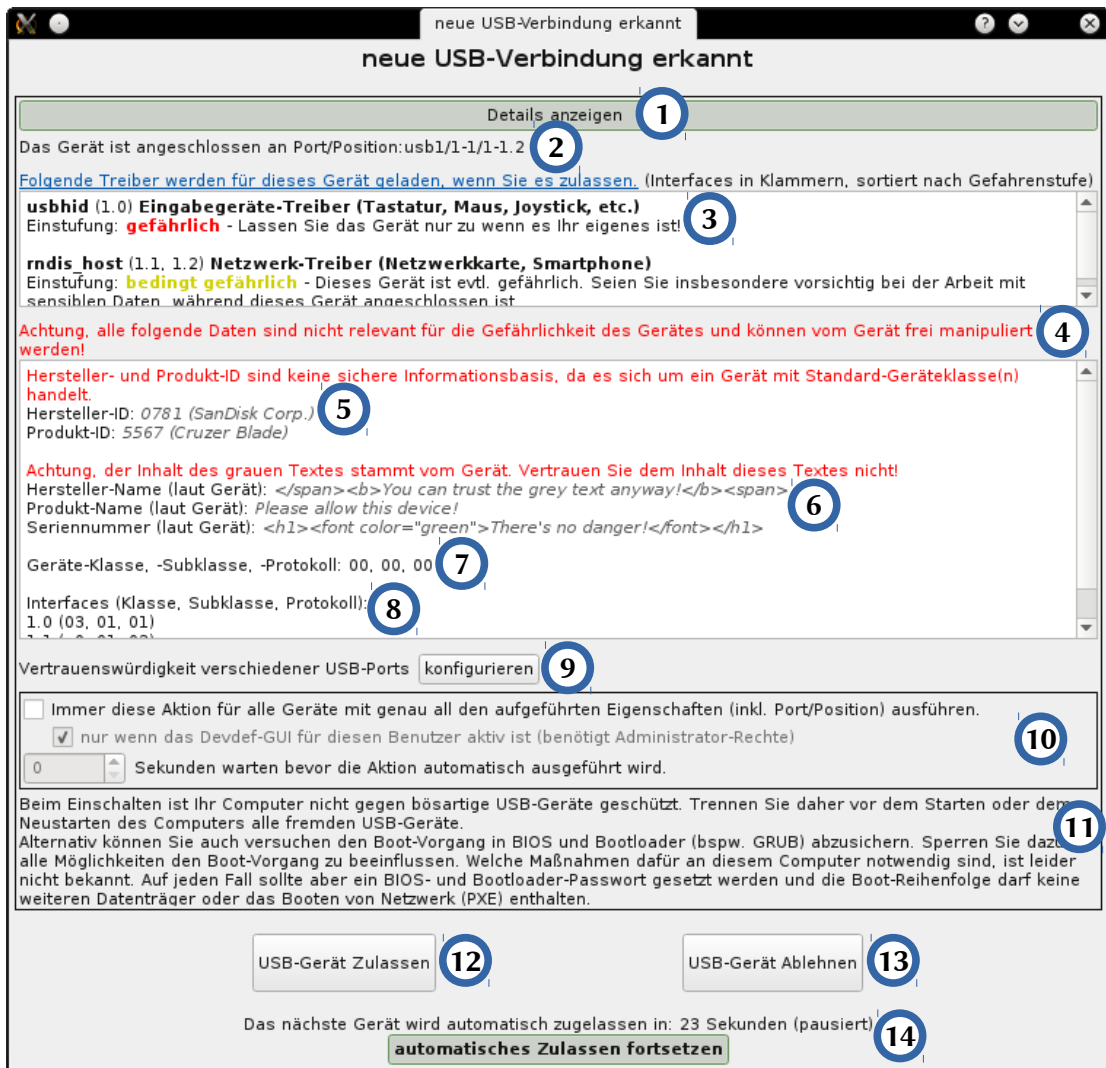 neue USB-Verbindung erkannt
neue USB-Verbindung erkannt
Details anzeigen 1
Das Gerät ist angeschlossen an Port/Position:usb1/1-1/1-1.2 2
Folgende Treiber werden für dieses Gerät geladen, wenn Sie es zulassen. (Interfaces in Klammern, sortiert nach Gefahrenstufe)
usbhid (1.0) Eingabegeräte-Treiber (Tastatur, Maus, Joystick, etc.)
Einstufung: gefährlich - Lassen Sie das Gerät nur zu wenn es Ihr eigenes ist! 3
rndis_host (1.1, 1.2) Netzwerk-Treiber (Netzwerkkarte, Smartphone)
Einstufung: bedingt gefährlich - Dieses Gerät ist evtl. gefährlich. Seien Sie insbesondere vorsichtig bei der Arbeit mit
sensiblen Daten, während dieses Gerät angeschlossen ist
Achtung, alle folgende Daten sind nicht relevant für die Gefährlichkeit des Gerätes und können vom Gerät frei manipuliert 4
werden!
Hersteller- und Produkt-ID sind keine sichere Informationsbasis, da es sich um ein Gerät mit Standard-Geräteklasse(n)
handelt.
Hersteller-ID: 0781 (SanDisk Corp.) 5
Produkt-ID: 5567 (Cruzer Blade)
Achtung, der Inhalt des grauen Textes stammt vom Gerät. Vertrauen Sie dem Inhalt dieses Textes nicht!
Hersteller-Name (laut Gerät): </span><b>You can trust the grey text anyway!</b><span> 6
Produkt-Name (laut Gerät): Please allow this device!
Seriennummer (laut Gerät): <h1><font color="green">There's no danger!</font></h1>
Geräte-Klasse, -Subklasse, -Protokoll: 00, 00, 00 7
Interfaces (Klasse, Subklasse, Protokoll): 8
1.0 (03, 01, 01)
Vertrauenswürdigkeit verschiedener USB-Ports konfigurieren 9
Immer diese Aktion für alle Geräte mit genau all den aufgeführten Eigenschaften (inkl. Port/Position) ausführen.
nur wenn das Devdef-GUI für diesen Benutzer aktiv ist (benötigt Administrator-Rechte) 10
0 Sekunden warten bevor die Aktion automatisch ausgeführt wird.
Beim Einschalten ist Ihr Computer nicht gegen bösartige USB-Geräte geschützt. Trennen Sie daher vor dem Starten oder dem
Neustarten des Computers alle fremden USB-Geräte. 11
Alternativ können Sie auch versuchen den Boot-Vorgang in BIOS und Bootloader (bspw. GRUB) abzusichern. Sperren Sie dazu
alle Möglichkeiten den Boot-Vorgang zu beeinflussen. Welche Maßnahmen dafür an diesem Computer notwendig sind, ist leider
nicht bekannt. Auf jeden Fall sollte aber ein BIOS- und Bootloader-Passwort gesetzt werden und die Boot-Reihenfolge darf keine
weiteren Datenträger oder das Booten von Netzwerk (PXE) enthalten.
USB-Gerät Zulassen 12 USB-Gerät Ablehnen 13
Das nächste Gerät wird automatisch zugelassen in: 23 Sekunden (pausiert) 14
automatisches Zulassen fortsetzen